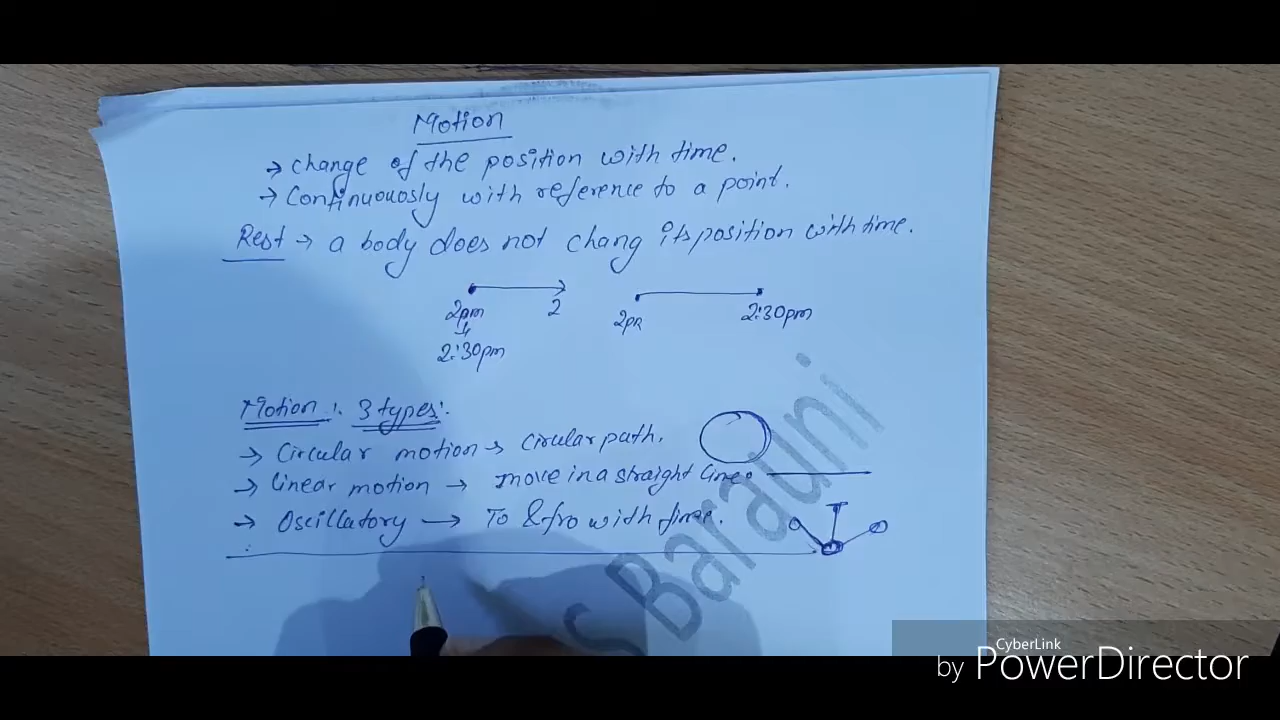 Motion
→ change of the position with time.
→ Continuously with reference to a point.
Rest → a body does not chang its position with time.
2pm 2 2pm 2:30pm
↓
2:30pm
Motion :. 3 types:.
→ Circular motion → circular path.
→ Linear motion → move in a straight line.
→ Oscillatory → To & fro with time.
S Barauni
CyberLink
by PowerDirector